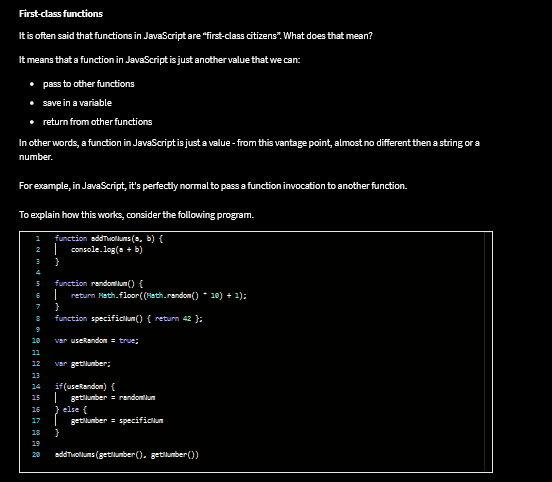 First-class functions
It is often said that functions in JavaScript are “first-class citizens”. What does that mean?
It means that a function in JavaScript is just another value that we can:
• pass to other functions
• save in a variable
• return from other functions
In other words, a function in JavaScript is just a value - from this vantage point, almost no different then a string or a
number.
For example, in JavaScript, it's perfectly normal to pass a function invocation to another function.
To explain how this works, consider the following program.
1 function addTwoNums(a, b) {
2     console.log(a + b)
3 }
4
5 function randomNum() {
6     return Math.floor((Math.random() * 10) + 1);
7 }
8 function specificNum() { return 42 };
9
10 var useRandom = true;
11
12 var getNumber;
13
14 if(useRandom) {
15     getNumber = randomNum
16 } else {
17     getNumber = specificNum
18 }
19
20 addTwoNums(getNumber(), getNumber())